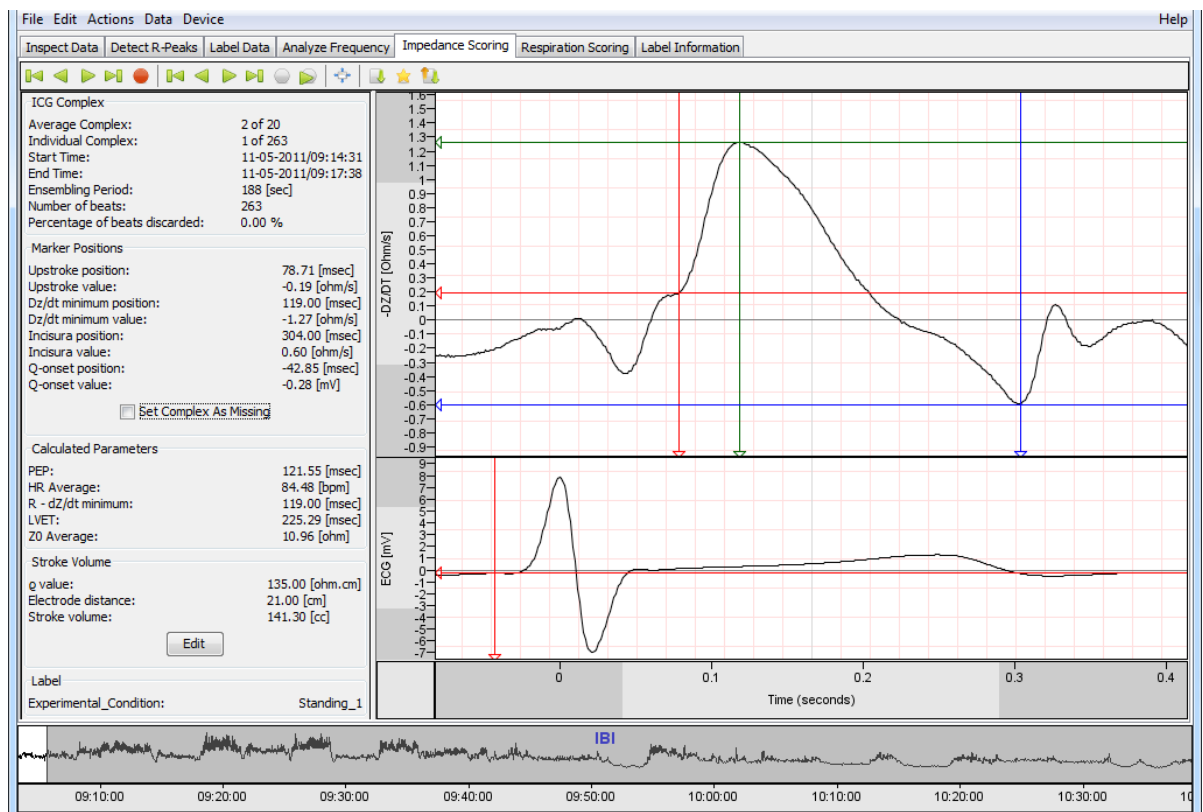 File Edit Actions Data Device Help
Inspect Data Detect R-Peaks Label Data Analyze Frequency Impedance Scoring Respiration Scoring Label Information
ICG Complex
Average Complex: 2 of 20
Individual Complex: 1 of 263
Start Time: 11-05-2011/09:14:31
End Time: 11-05-2011/09:17:38
Ensembling Period: 188 [sec]
Number of beats: 263
Percentage of beats discarded: 0.00 %
Marker Positions
Upstroke position: 78.71 [msec]
Upstroke value: -0.19 [ohm/s]
Dz/dt minimum position: 119.00 [msec]
Dz/dt minimum value: -1.27 [ohm/s]
Incisura position: 304.00 [msec]
Incisura value: 0.60 [ohm/s]
Q-onset position: -42.85 [msec]
Q-onset value: -0.28 [mV]
Set Complex As Missing
Calculated Parameters
PEP: 121.55 [msec]
HR Average: 84.48 [bpm]
R - dZ/dt minimum: 119.00 [msec]
LVET: 225.29 [msec]
Z0 Average: 10.96 [ohm]
Stroke Volume
ϱ value: 135.00 [ohm.cm]
Electrode distance: 21.00 [cm]
Stroke volume: 141.30 [cc]
Edit
Label
Experimental_Condition: Standing_1
-DZ/DT [Ohm/s]
1.6
1.5
1.4
1.3
1.2
1.1
1
0.9
0.8
0.7
0.6
0.5
0.4
0.3
0.2
0.1
0
-0.1
-0.2
-0.3
-0.4
-0.5
-0.6
-0.7
-0.8
-0.9
ECG [mV]
9
8
7
6
5
4
3
2
1
0
-1
-2
-3
-4
-5
-6
-7
0 0.1 0.2 0.3 0.4
Time (seconds)
IBI
09:10:00 09:20:00 09:30:00 09:40:00 09:50:00 10:00:00 10:10:00 10:20:00 10:30:00 10